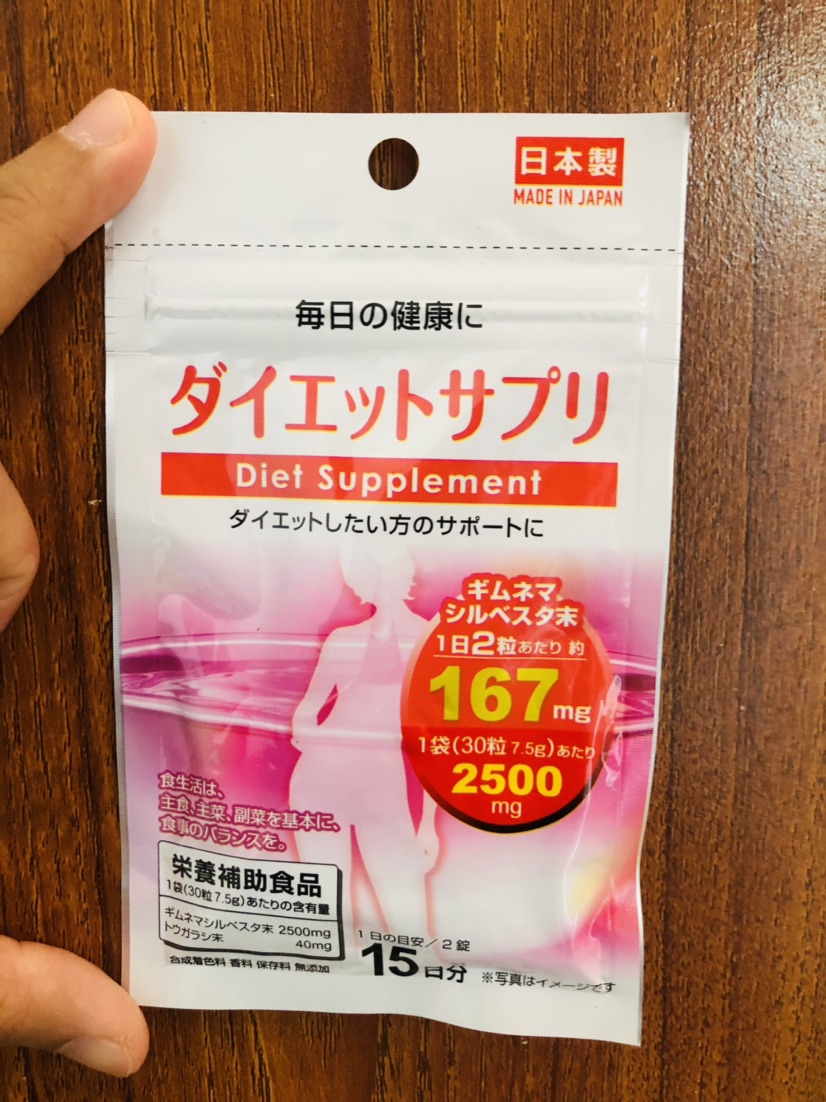 日本製
MADE IN JAPAN
毎日の健康に
ダイエットサプリ
Diet Supplement
ダイエットしたい方のサポートに
ギムネマ
シルベスタ末
1日2粒あたり 約
167mg
1袋(30粒 7.5g)あたり
2500
mg
食生活は、
主食、主菜、副菜を基本に、
食事のバランスを。
栄養補助食品
1袋(30粒 7.5g)あたりの含有量
ギムネマシルベスタ末 2500mg
トウガラシ末 40mg
合成着色料 香料 保存料 無添加
1日の目安/2錠
15日分
※写真はイメージです